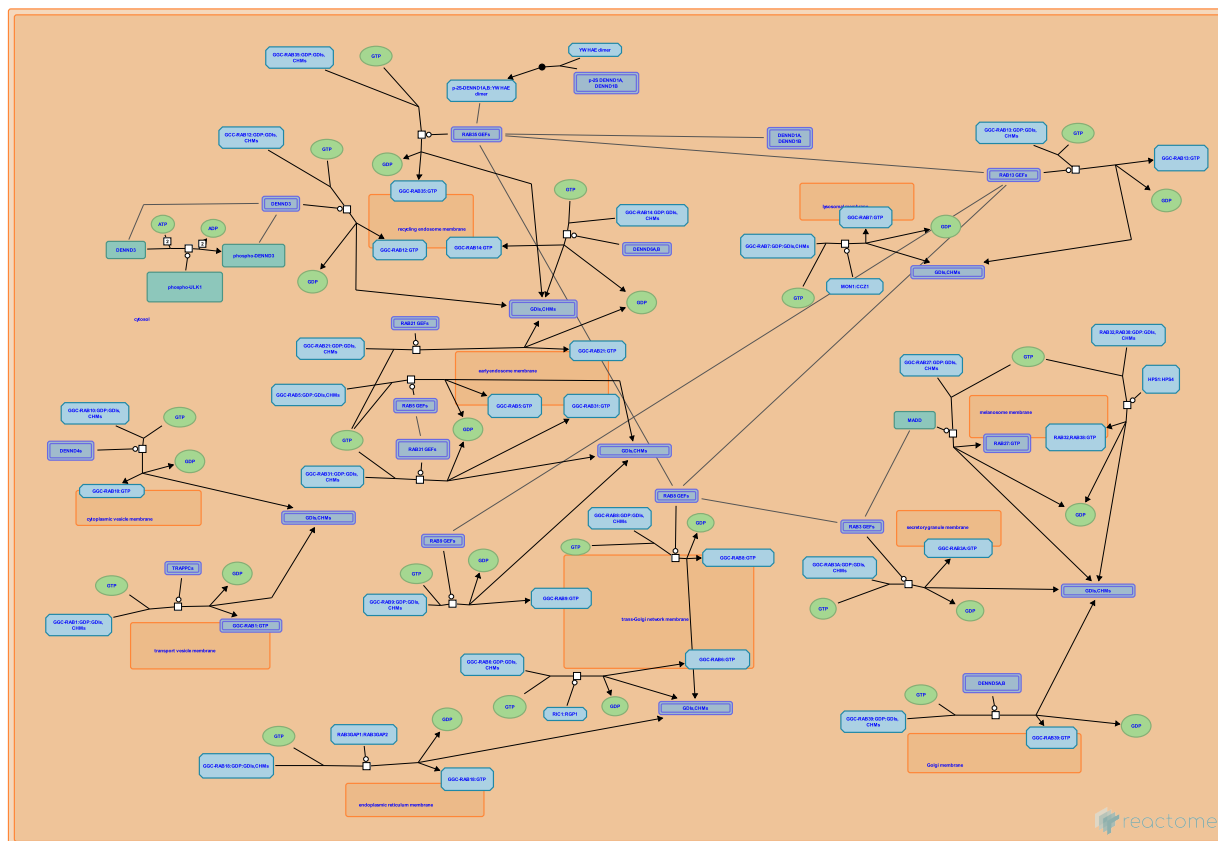 YWHAE dimer
GGC-RAB35:GDP:GDIs,
CHMs
GTP
p-2S DENND1A,
DENND1B
p-2S-DENND1A,B:YWHAE
dimer
GCC-RAB12:GDP:GDIs,
CHMs
RAB35 GEFs
DENND1A,
DENND1B
GGC-RAB13:GDP:GDIs,
CHMs
GTP
GTP
GDP
GGC-RAB13:GTP
RAB13 GEFs
GGC-RAB35:GTP
GTP
DENND3
GDP
lysosomal membrane
GGC-RAB7:GTP
ATP
ADP
2
2
recycling endosome membrane
GGC-RAB14:GDP:GDIs,
CHMs
GDP
DENND3
phospho-DENND3
GGC-RAB12:GTP
GGC-RAB14:GTP
DENND6A,B
GGC-RAB7:GDP:GDIs,CHMs
GDIs,CHMs
phospho-ULK1
GDP
MON1:CCZ1
GTP
GDP
GDIs,CHMs
cytosol
RAB21 GEFs
RAB32,RAB38:GDP:GDIs,
CHMs
GGC-RAB21:GDP:GDIs,
CHMs
GGC-RAB21:GTP
GTP
GGC-RAB27:GDP:GDIs,
CHMs
early endosome membrane
HPS1:HPS4
GGC-RAB5:GDP:GDIs,CHMs
RAB5 GEFs
GGC-RAB5:GTP
GGC-RAB31:GTP
GGC-RAB10:GDP:GDIs,
CHMs
GTP
MADD
melanosome membrane
GDP
GTP
RAB27:GTP
RAB32,RAB38:GTP
DENND4s
RAB31 GEFs
GDIs,CHMs
GDP
GGC-RAB31:GDP:GDIs,
CHMs
GGC-RAB10:GTP
RAB8 GEFs
cytoplasmic vesicle membrane
GDIs,CHMs
GGC-RAB8:GDP:GDIs,
CHMs
GDP
RAB3 GEFs
GDP
secretory granule membrane
RAB9 GEFs
GTP
GGC-RAB3A:GTP
GDP
GGC-RAB8:GTP
TRAPPCs
GTP
GDP
GGC-RAB3A:GDP:GDIs,
CHMs
GTP
GDIs,CHMs
GGC-RAB9:GDP:GDIs,
CHMs
GGC-RAB9:GTP
GTP
GDP
GGC-RAB1:GDP:GDIs,
CHMs
GGC-RAB1:GTP
trans-Golgi network membrane
transport vesicle membrane
GGC-RAB6:GDP:GDIs,
CHMs
GGC-RAB6:GTP
DENND5A,B
GTP
GTP
RIC1:RGP1
GDP
GDIs,CHMs
GGC-RAB39:GDP:GDIs,
CHMs
GDP
GTP
RAB3GAP1:RAB3GAP2
GDP
GGC-RAB39:GTP
GGC-RAB18:GDP:GDIs,CHMs
GGC-RAB18:GTP
Golgi membrane
endoplasmic reticulum membrane
reactome